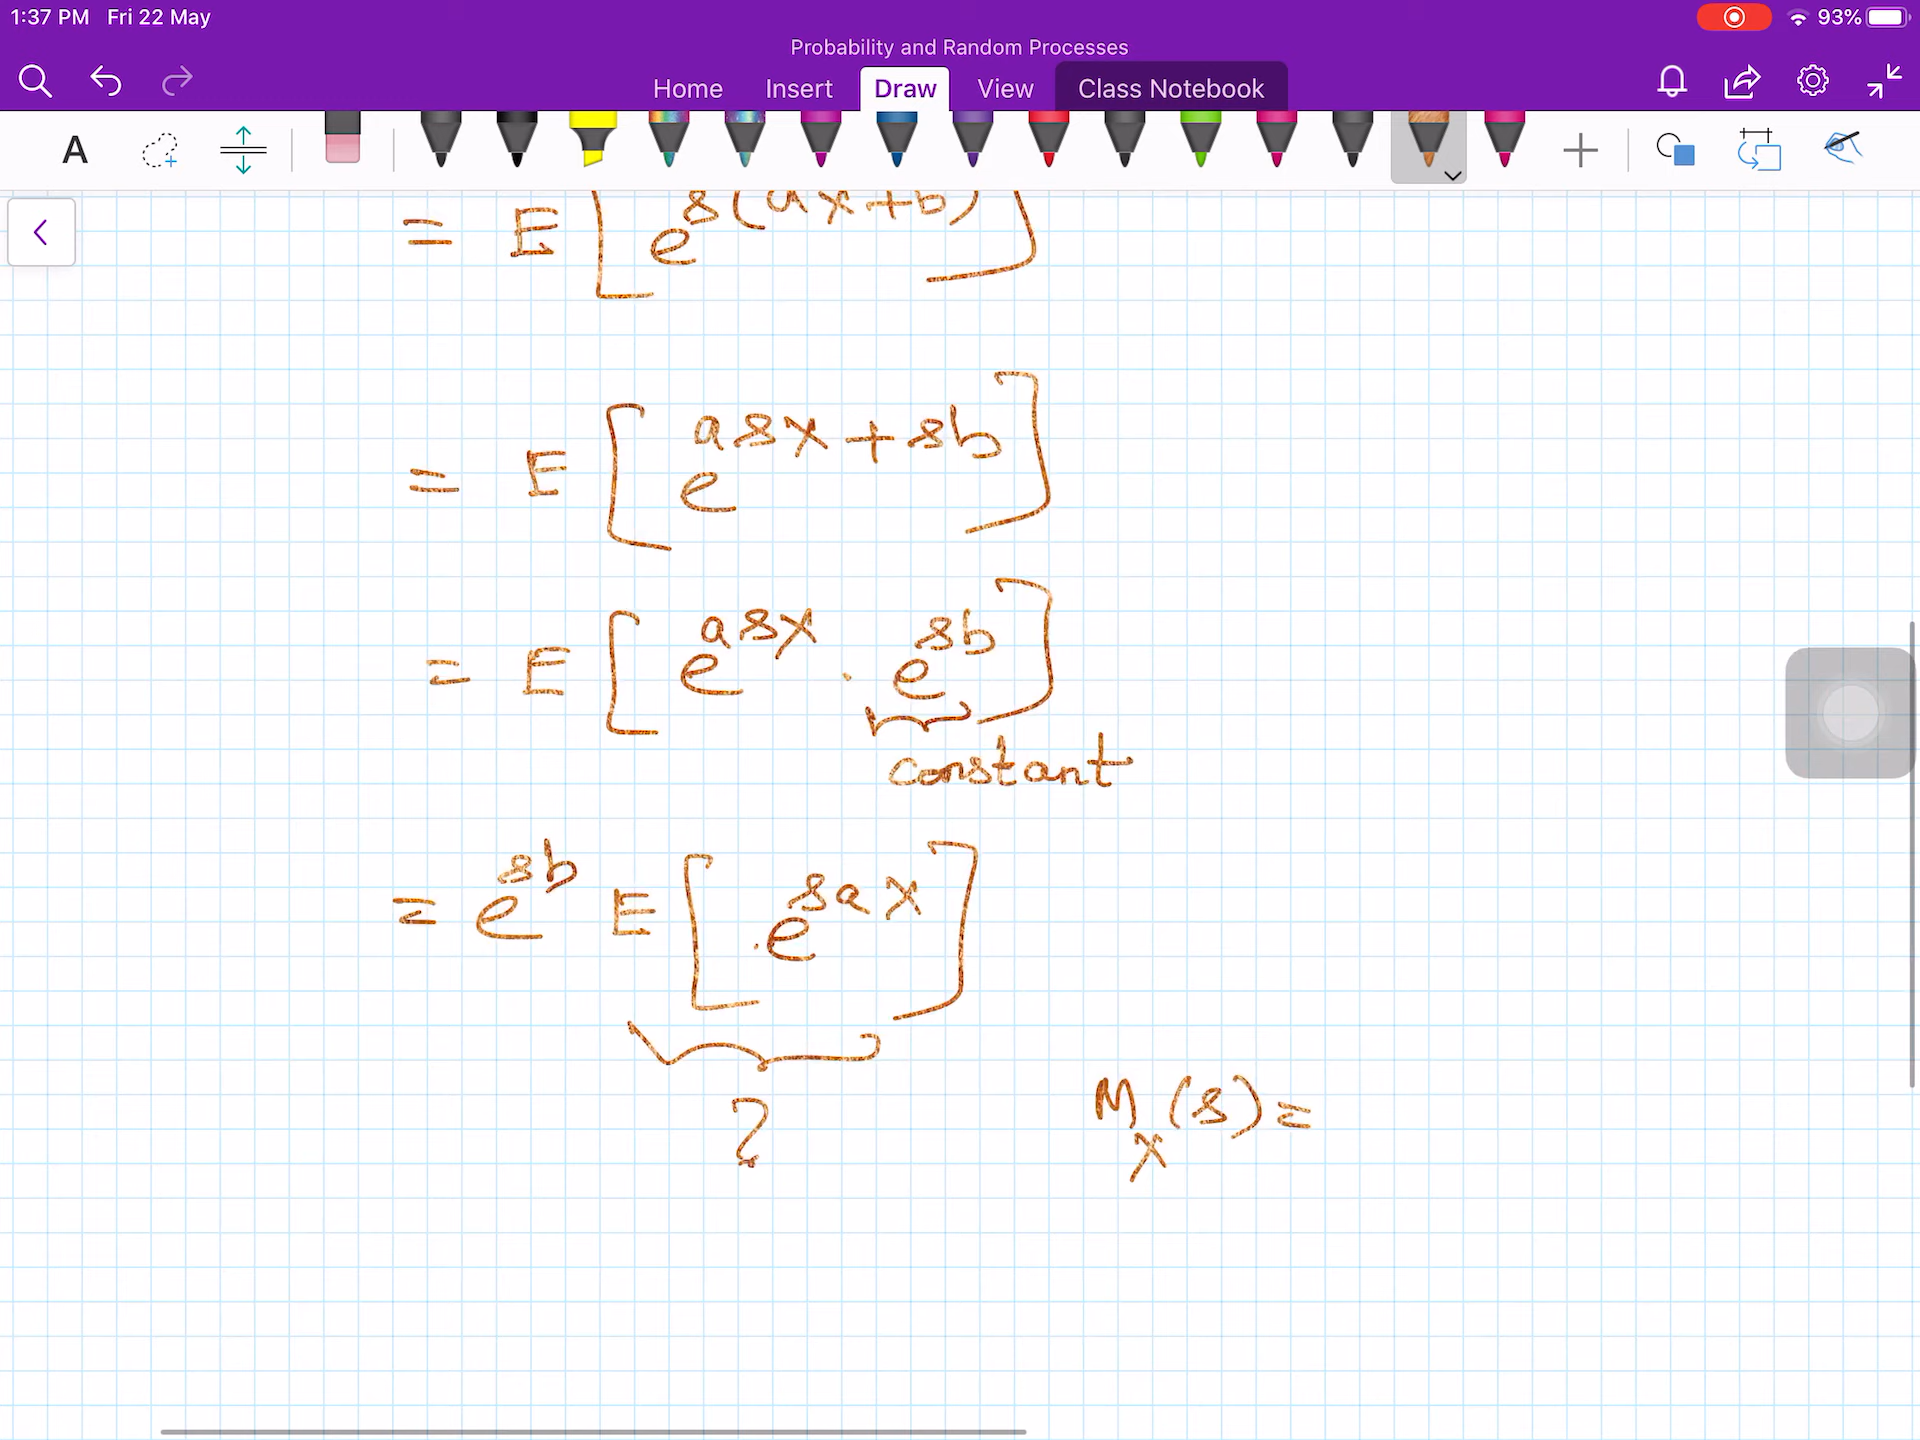 1:37 PM Fri 22 May 93%
Probability and Random Processes
Home Insert Draw View Class Notebook
A
= E [ e^{s(ax+b)} ]
= E [ e^{asx+sb} ]
= E [ e^{asx} . e^{sb} ]
constant
= e^{sb} E [ .e^{sax} ]
?
M_X(s) =